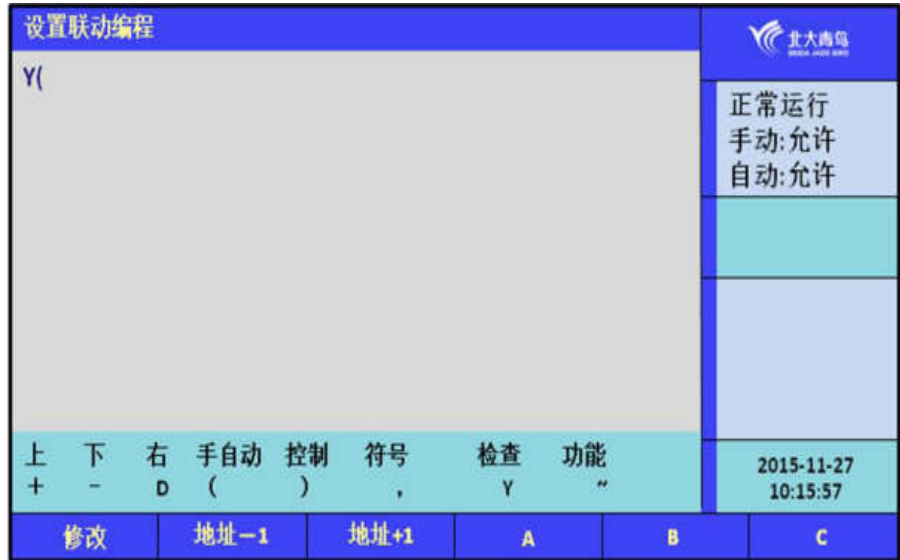 设置联动编程
北大青鸟
Y(
正常运行
手动:允许
自动:允许
上 下 右 手自动 控制 符号 检查 功能
+ - D ( ) , Y ~
2015-11-27
10:15:57
修改 地址-1 地址+1 A B C